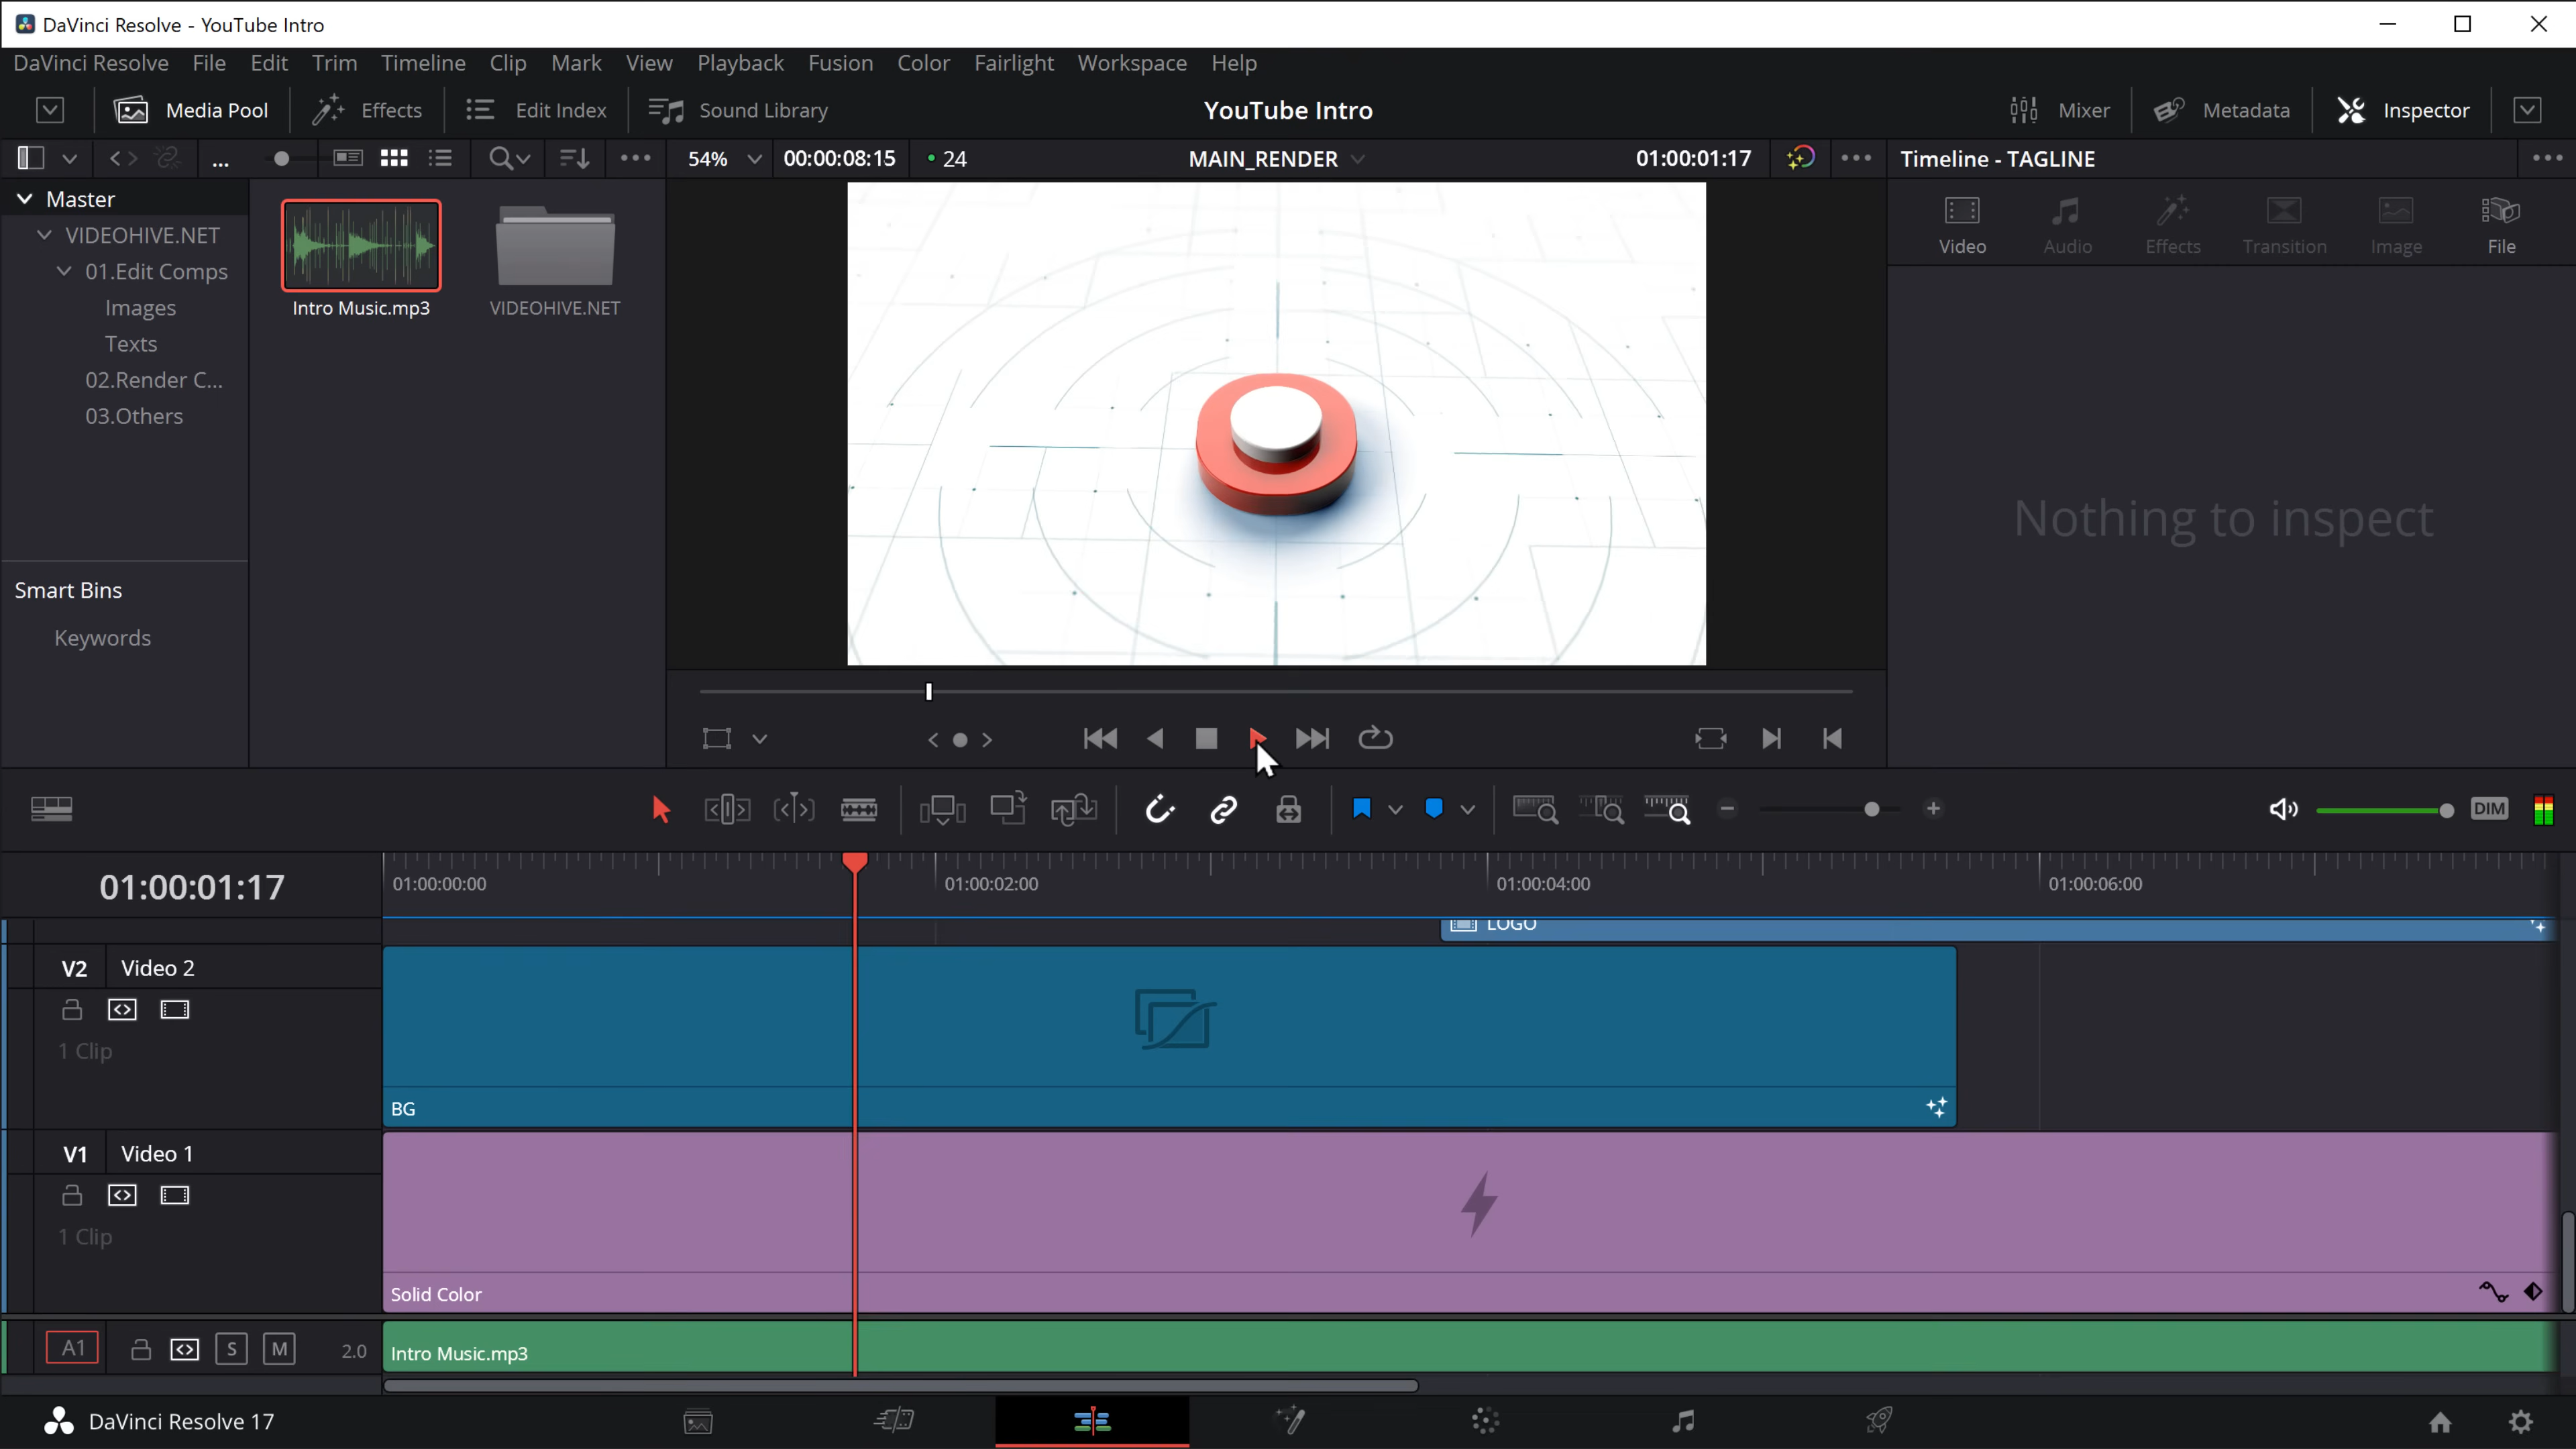 DaVinci Resolve - YouTube Intro
DaVinci Resolve File Edit Trim Timeline Clip Mark View Playback Fusion Color Fairlight Workspace Help
Media Pool Effects Edit Index Sound Library YouTube Intro Mixer Metadata Inspector
... 54% 00:00:08:15 24 MAIN_RENDER 01:00:01:17 Timeline - TAGLINE
Master
VIDEOHIVE.NET
01.Edit Comps
Images
Texts
02.Render C...
03.Others
Smart Bins
Keywords
Intro Music.mp3 VIDEOHIVE.NET
Video Audio Effects Transition Image File
Nothing to inspect
DIM
01:00:01:17 01:00:00:00 01:00:02:00 01:00:04:00 01:00:06:00
LOGO
V2 Video 2
1 Clip
BG
V1 Video 1
1 Clip
Solid Color
A1 S M 2.0 Intro Music.mp3
DaVinci Resolve 17